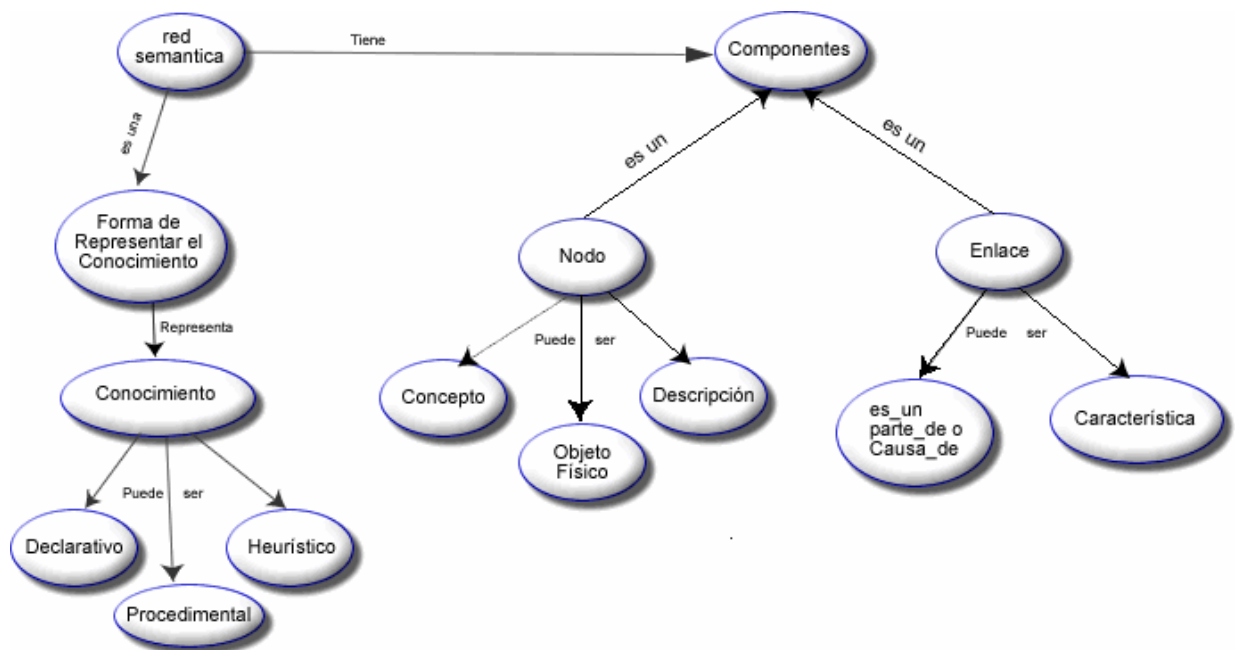 red
semantica
Tiene
Componentes
es una
es un
es un
Forma de
Representar el
Conocimiento
Nodo
Enlace
Representa
Puede ser
Puede ser
Conocimiento
Concepto
Descripción
Objeto
Físico
es_un
parte_de o
Causa_de
Característica
Puede ser
Declarativo
Heurístico
Procedimental